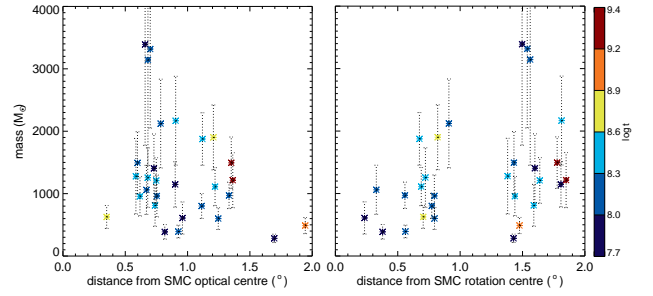 4000
3000
2000
1000
0
mass (M☉)
0.0 0.5 1.0 1.5 2.0
distance from SMC optical centre (°)
0.0 0.5 1.0 1.5 2.0
distance from SMC rotation centre (°)
9.4
9.2
8.9
8.6
8.3
8.0
7.7
log t